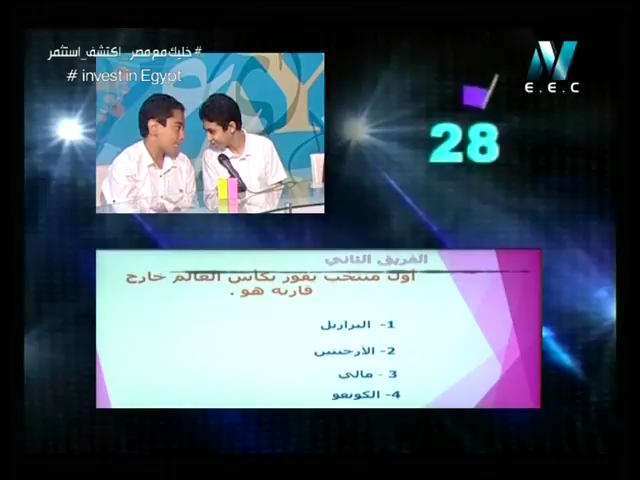 #خليك_مع_مصر_اكتشف_استثمر
# invest in Egypt
E.E.C
28
الفريق الثاني
أول منتخب يفوز بكأس العالم خارج
قارته هو .
1- البرازيل
2- الأرجنتين
3 - مالى
4- الكونغو